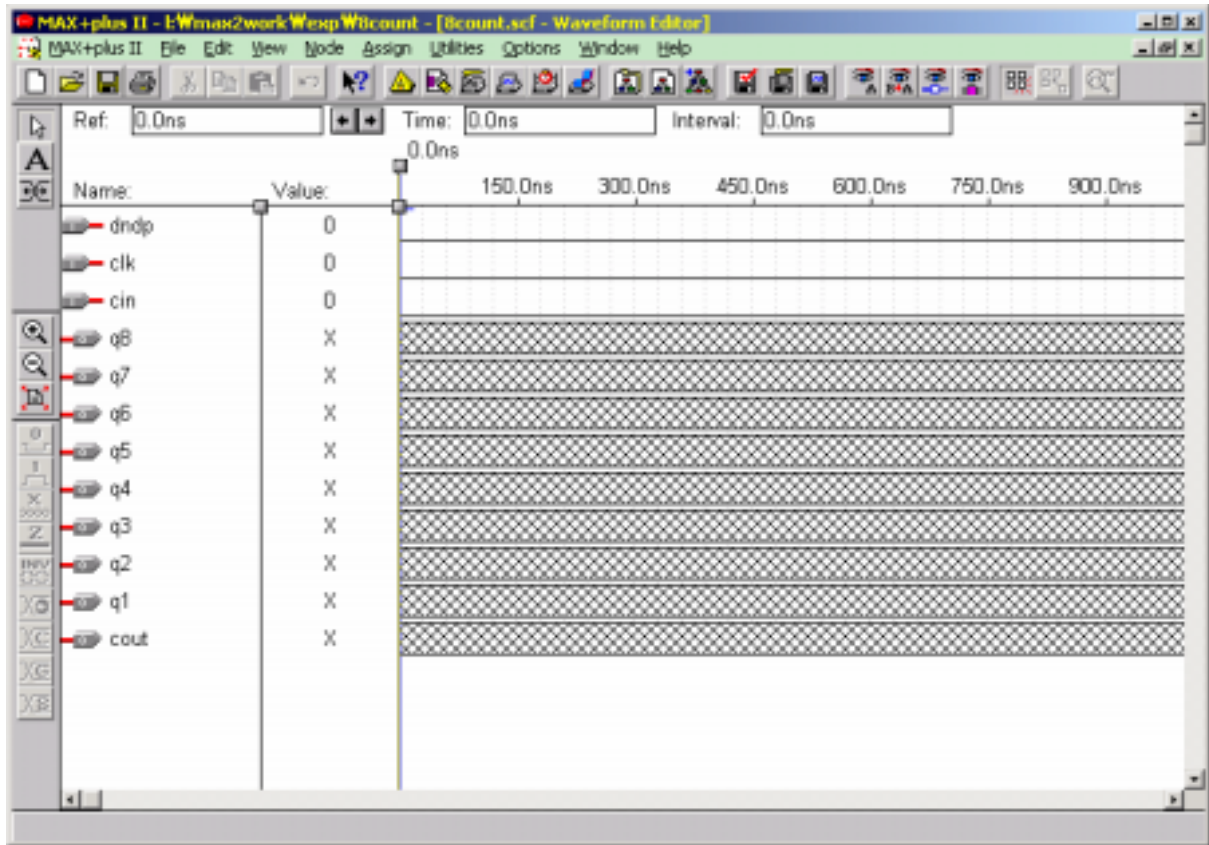 MAX+plus II - I:₩max2work₩exp₩8count - [8count.scf - Waveform Editor]
MAX+plus II File Edit View Node Assign Utilities Options Window Help
Ref: 0.0ns Time: 0.0ns Interval: 0.0ns
0.0ns
Name: Value: 150.0ns 300.0ns 450.0ns 600.0ns 750.0ns 900.0ns
dndp 0
clk 0
cin 0
q8 X
q7 X
q6 X
q5 X
q4 X
q3 X
q2 X
q1 X
cout X